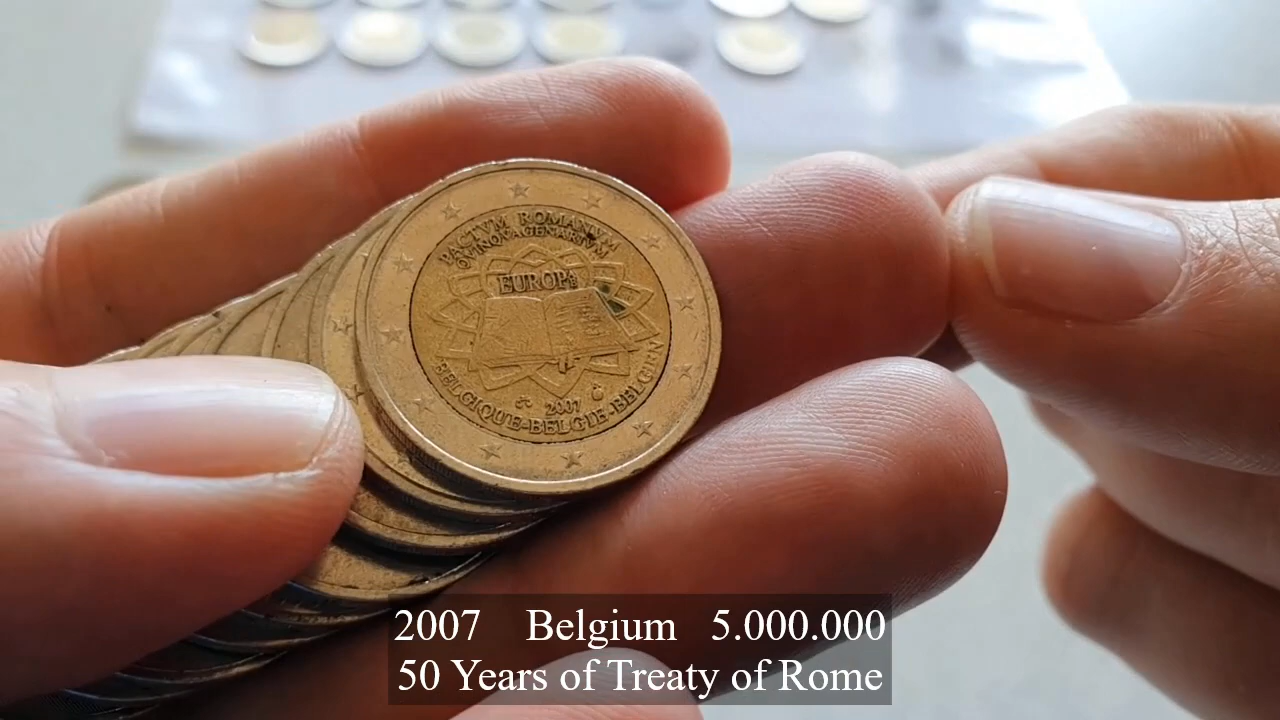 PACTVM ROMANVM
QVINQVAGENARIVM
EUROPA
2007
BELGIQUE-BELGIE-BELGIEN
2007 Belgium 5.000.000
50 Years of Treaty of Rome